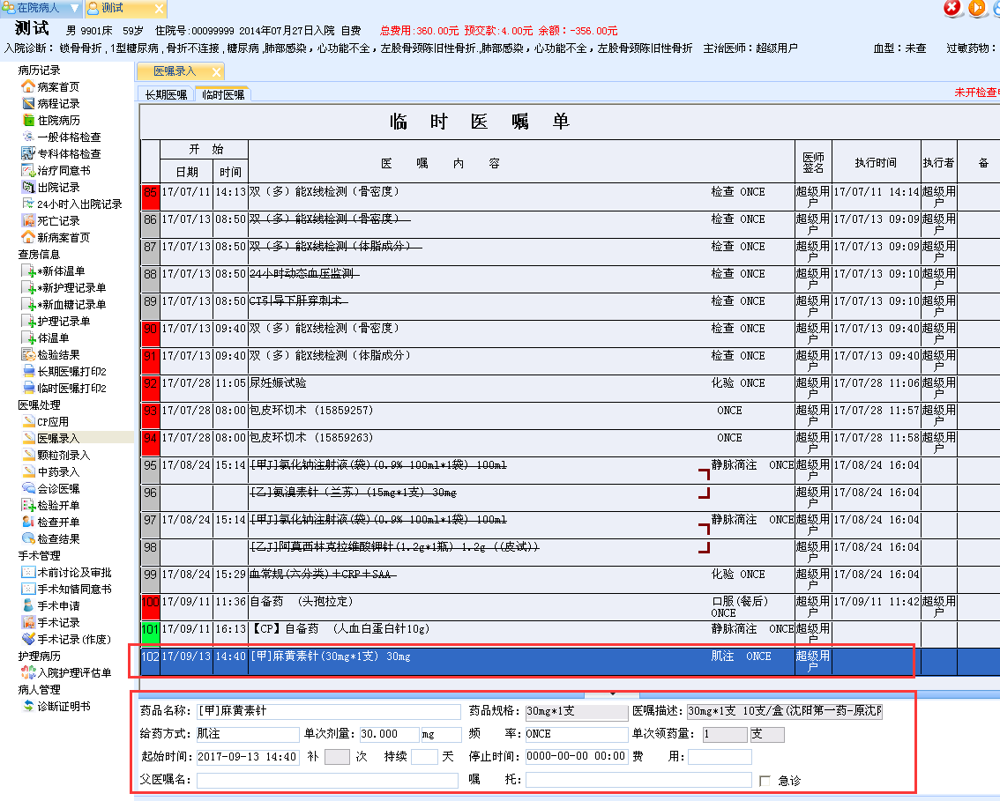 在院病人 测试
测试 男 9901床 59岁 住院号:00099999 2014年07月27日入院 自费 总费用:360.00元 预交款:4.00元 余额: -356.00元
入院诊断: 锁骨骨折,1型糖尿病,骨折不连接,糖尿病,肺部感染,心功能不全,左股骨颈陈旧性骨折.,肺部感染,心功能不全,左股骨颈陈旧性骨折 主治医师:超级用户 血型:未查 过敏药物:
病历记录
病案首页
病程记录
住院病历
一般体格检查
专科体格检查
治疗同意书
出院记录
24小时入出院记录
死亡记录
新病案首页
查房信息
*新体温单
*新护理记录单
*新血糖记录单
护理记录单
体温单
检验结果
长期医嘱打印2
临时医嘱打印2
医嘱处理
CP应用
医嘱录入
颗粒剂录入
中药录入
会诊医嘱
检验开单
检查开单
检查结果
手术管理
术前讨论及审批
手术知情同意书
手术申请
手术记录
手术记录(作废)
护理病历
入院护理评估单
病人管理
诊断证明书
医嘱录入
长期医嘱 临时医嘱 未开检查
临 时 医 嘱 单
开 始 医 嘱 内 容 医师签名 执行时间 执行者 备
日期 时间
85 17/07/11 14:13 双(多)能X线检测(骨密度) 检查 ONCE 超级用户 17/07/11 14:14 超级用户
86 17/07/13 08:50 双(多)能X线检测(骨密度) 检查 ONCE 超级用户 17/07/13 09:09 超级用户
87 17/07/13 08:50 双(多)能X线检测(体脂成分) 检查 ONCE 超级用户 17/07/13 09:09 超级用户
88 17/07/13 08:50 24小时动态血压监测 检查 ONCE 超级用户 17/07/13 09:10 超级用户
89 17/07/13 08:50 CT引导下肝穿刺术 检查 ONCE 超级用户 17/07/13 09:10 超级用户
90 17/07/13 09:40 双(多)能X线检测(骨密度) 检查 ONCE 超级用户 17/07/13 09:40 超级用户
91 17/07/13 09:40 双(多)能X线检测(体脂成分) 检查 ONCE 超级用户 17/07/13 09:40 超级用户
92 17/07/28 11:05 尿妊娠试验 化验 ONCE 超级用户 17/07/28 11:06 超级用户
93 17/07/28 08:00 包皮环切术 (15859257) ONCE 超级用户 17/07/28 11:57 超级用户
94 17/07/28 08:00 包皮环切术 (15859263) ONCE 超级用户 17/07/28 11:58 超级用户
95 17/08/24 15:14 [甲J]氯化钠注射液(袋)(0.9% 100ml*1袋) 100ml 静脉滴注 ONCE 超级用户 17/08/24 16:04
96 [乙]氨溴素针(兰苏)(15mg*1支) 30mg 超级用户 17/08/24 16:04
97 17/08/24 15:14 [甲J]氯化钠注射液(袋)(0.9% 100ml*1袋) 100ml 静脉滴注 ONCE 超级用户 17/08/24 16:04
98 [乙J]阿莫西林克拉维酸钾针(1.2g*1瓶) 1.2g ((皮试)) 超级用户 17/08/24 16:04
99 17/08/24 15:29 血常规(六分类)+CRP+SAA 化验 ONCE 超级用户 17/08/24 16:04
100 17/09/11 11:36 自备药 (头孢拉定) 口服(餐后) ONCE 超级用户 17/09/11 11:42 超级用户
101 17/09/11 16:13 【CP】自备药 (人血白蛋白针10g) 静脉滴注 ONCE 超级用户
102 17/09/13 14:40 [甲]麻黄素针(30mg*1支) 30mg 肌注 ONCE 超级用户
药品名称: [甲]麻黄素针 药品规格: 30mg*1支 医嘱描述: 30mg*1支 10支/盒(沈阳第一药-原沈阳
给药方式: 肌注 单次剂量: 30.000 mg 频 率: ONCE 单次领药量: 1 支
起始时间: 2017-09-13 14:40 补 次 持续 天 停止时间: 0000-00-00 00:00 费 用:
父医嘱名: 嘱 托: 急诊